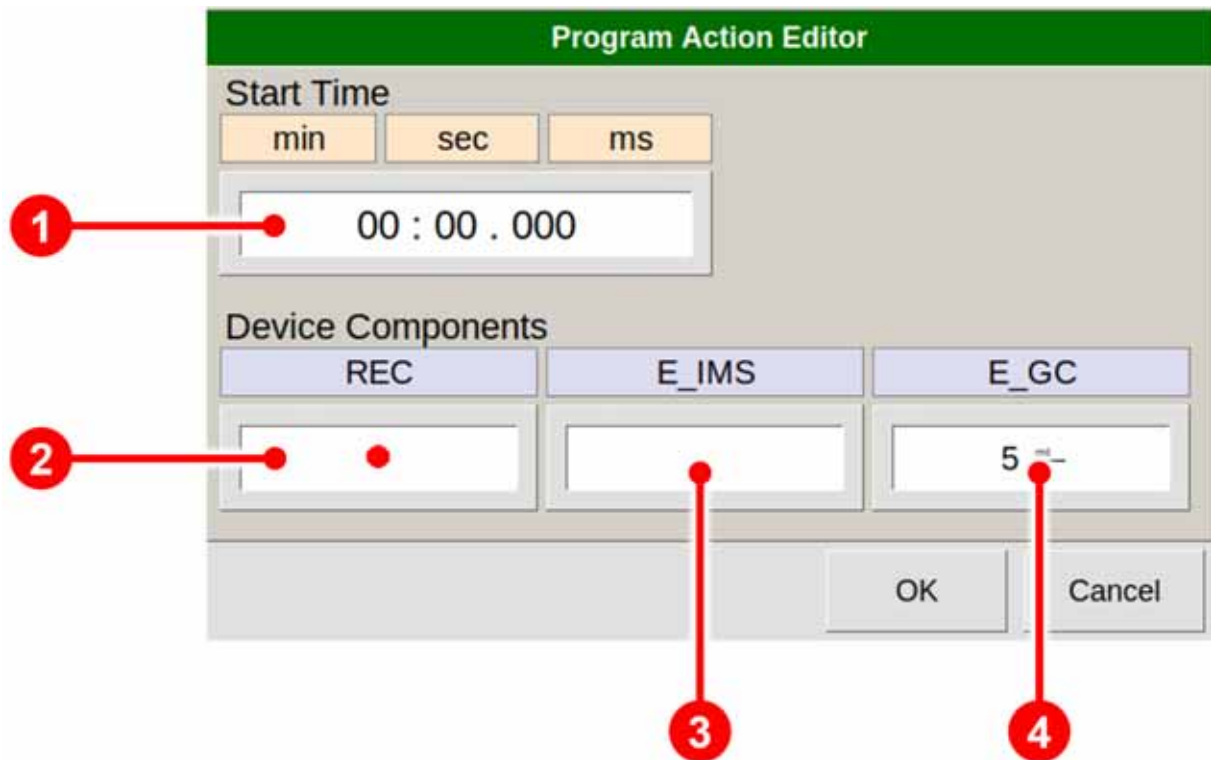 Program Action Editor
Start Time
min sec ms
1 00 : 00 . 000
Device Components
REC E_IMS E_GC
2 5
OK Cancel
3 4